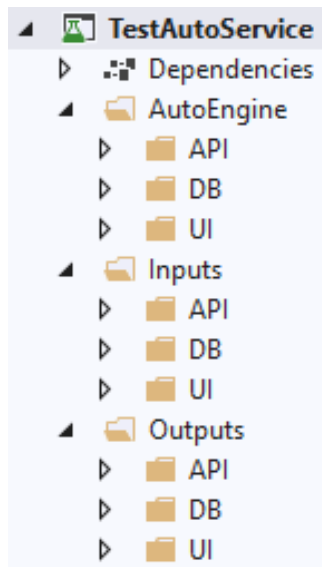 TestAutoService
Dependencies
AutoEngine
API
DB
UI
Inputs
API
DB
UI
Outputs
API
DB
UI